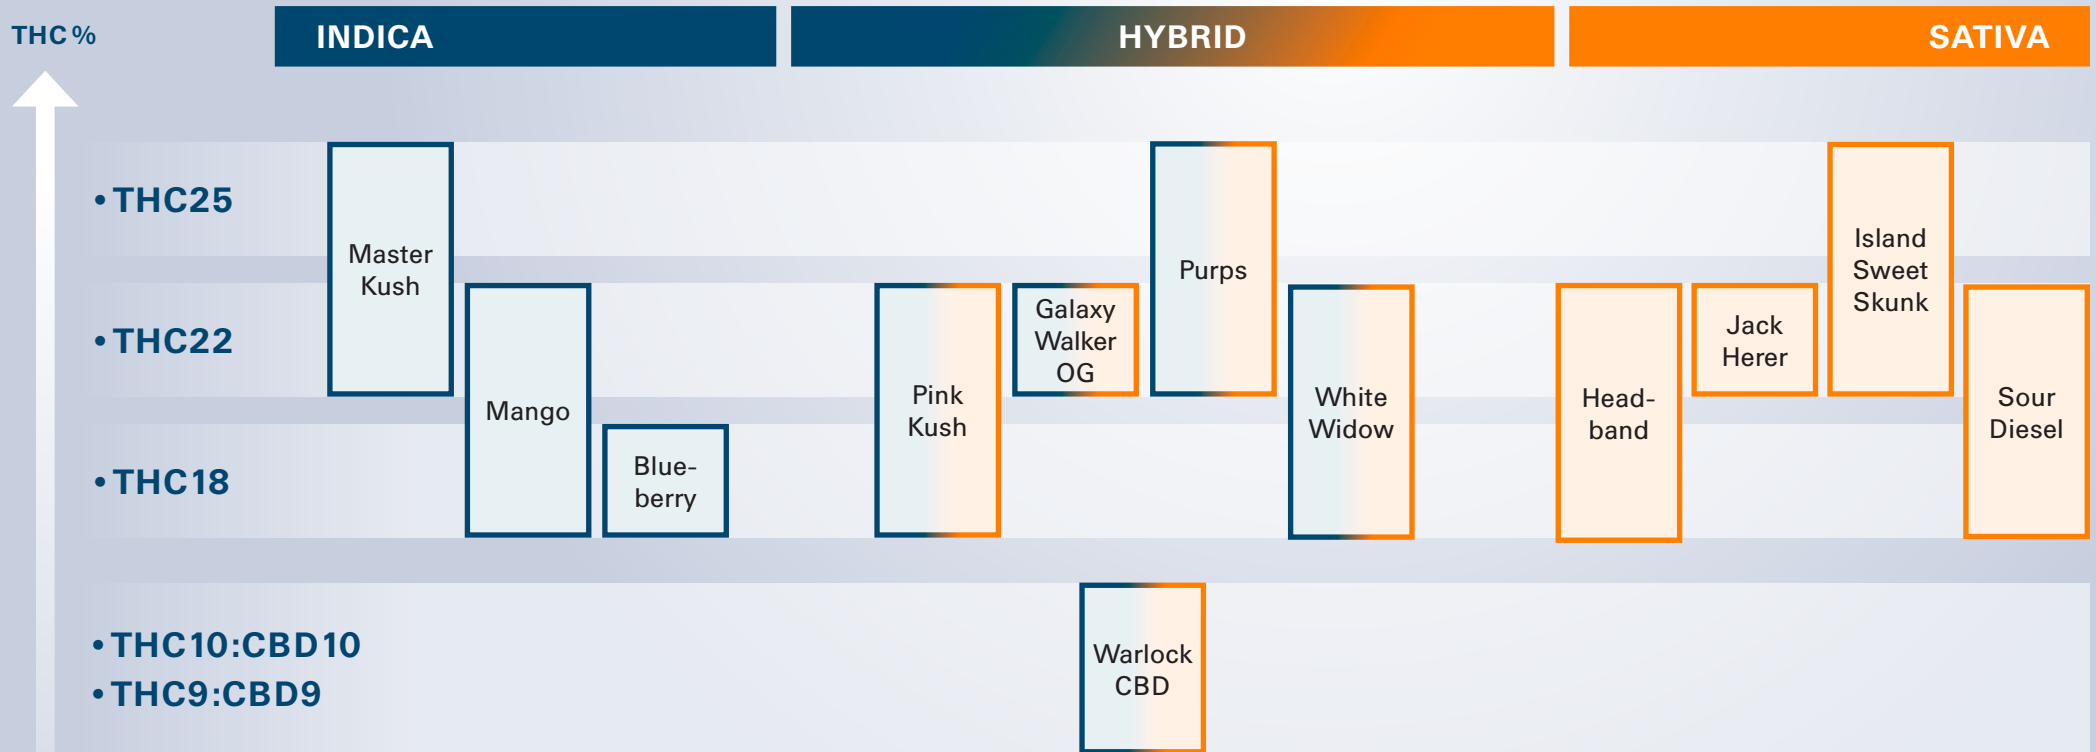 THC %
INDICA
HYBRID
SATIVA
• THC25
Master
Kush
Purps
Island
Sweet
Skunk
• THC22
Mango
Pink
Kush
Galaxy
Walker
OG
White
Widow
Head-
band
Jack
Herer
Sour
Diesel
• THC18
Blue-
berry
• THC10:CBD10
• THC9:CBD9
Warlock
CBD